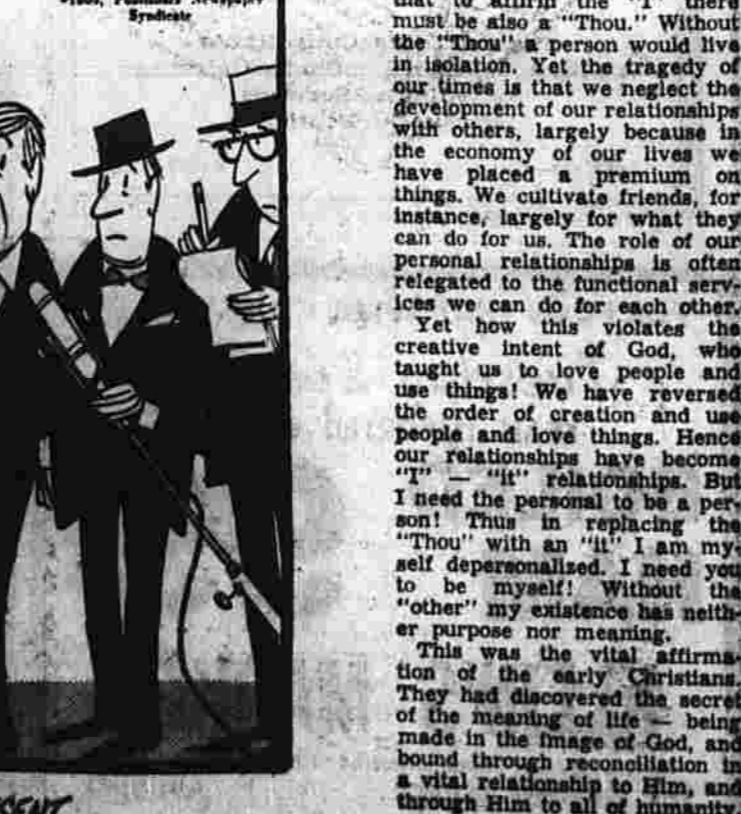 Syndicate
that to affirm the "I" there
must be also a "Thou." Without
the "Thou" a person would live
in isolation. Yet the tragedy of
our times is that we neglect the
development of our relationships
with others, largely because in
the economy of our lives we
have placed a premium on
things. We cultivate friends, for
instance, largely for what they
can do for us. The role of our
personal relationships is often
relegated to the functional serv-
ices we can do for each other.
Yet how this violates the
creative intent of God, who
taught us to love people and
use things! We have reversed
the order of creation and use
people and love things. Hence
our relationships have become
"I" — "it" relationships. But
I need the personal to be a per-
son! Thus in replacing the
"Thou" with an "it" I am my-
self depersonalized. I need you
to be myself! Without the
"other" my existence has neith-
er purpose nor meaning.
This was the vital affirma-
tion of the early Christians.
They had discovered the secret
of the meaning of life — being
made in the image of God, and
bound through reconciliation in
a vital relationship to Him, and
through Him to all of humanity.